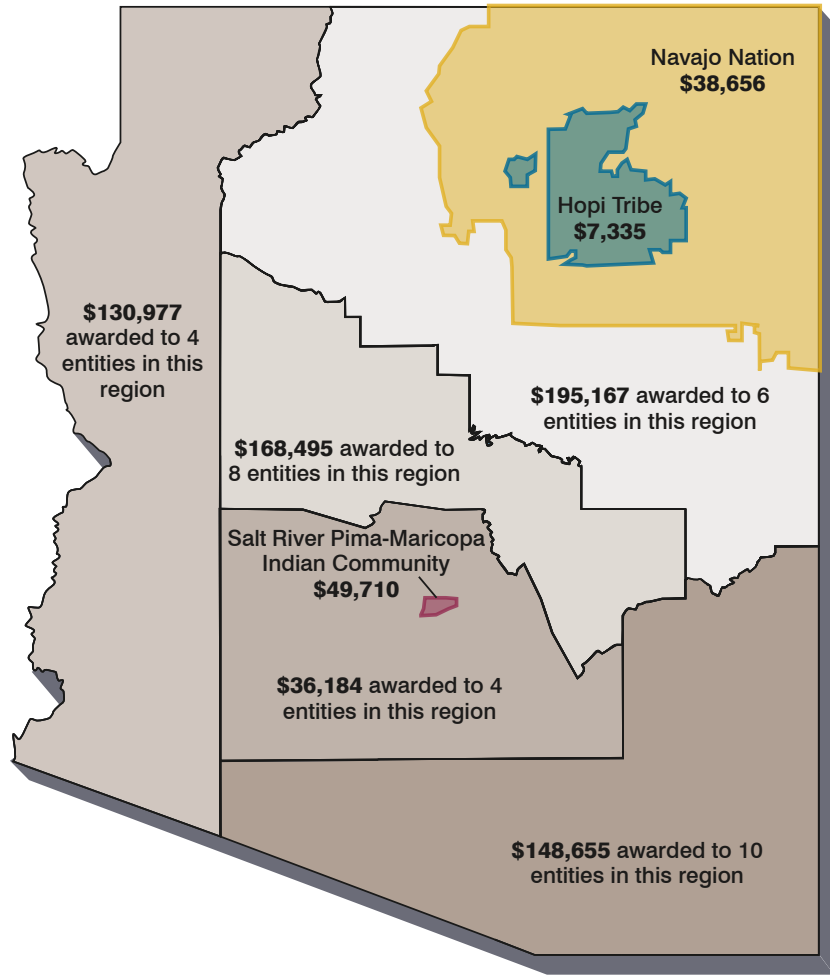 Navajo Nation
$38,656
Hopi Tribe
$7,335
$130,977
awarded to 4
entities in this
region
$195,167 awarded to 6
entities in this region
$168,495 awarded to
8 entities in this region
Salt River Pima-Maricopa
Indian Community
$49,710
$36,184 awarded to 4
entities in this region
$148,655 awarded to 10
entities in this region